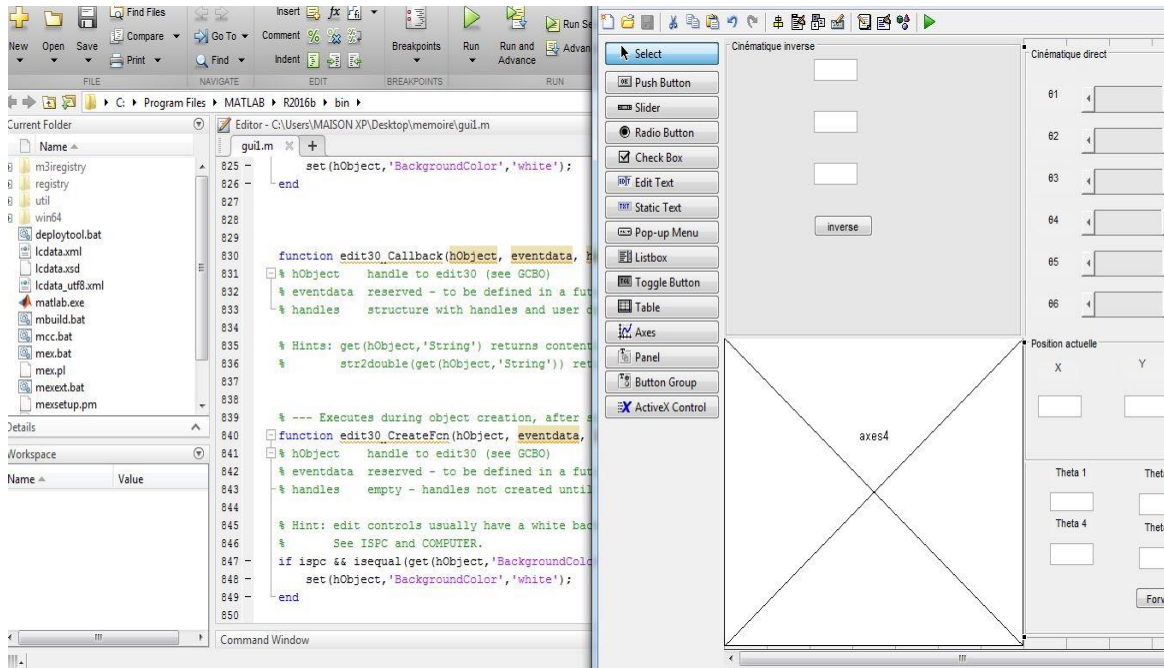 Find Files
Insert fx
New Open Save
Compare
Print
Go To
Find
Comment
Indent
Breakpoints
Run
Run and
Advance
FILE
NAVIGATE
EDIT
BREAKPOINTS
RUN
C: Program Files MATLAB R2016b bin
Current Folder
Name
m3iregistry
registry
util
win64
deploytool.bat
lcdata.xml
lcdata.xsd
lcdata_utf8.xml
matlab.exe
mbuild.bat
mcc.bat
mex.bat
mex.pl
mexext.bat
mexsetup.pm
Details
Workspace
Name Value
Editor - C:\Users\MAISON XP\Desktop\memoire\gui1.m
gui1.m
825 set(hObject,'BackgroundColor','white');
826 end
827
828
829
830 function edit30_Callback(hObject, eventdata,
831 % hObject handle to edit30 (see GCBO)
832 % eventdata reserved - to be defined in a
833 % handles structure with handles and user
834
835 % Hints: get(hObject,'String') returns
836 % str2double(get(hObject,'String'))
837
838
839 % --- Executes during object creation, after
840 function edit30_CreateFcn(hObject, eventdata,
841 % hObject handle to edit30 (see GCBO)
842 % eventdata reserved - to be defined in a
843 % handles empty - handles not created
844
845 % Hint: edit controls usually have a white
846 % See ISPC and COMPUTER.
847 if ispc && isequal(get(hObject,
848 set(hObject,'BackgroundColor','white');
849 end
850
Command Window
Select
Push Button
Slider
Radio Button
Check Box
Edit Text
Static Text
Pop-up Menu
Listbox
Toggle Button
Table
Axes
Panel
Button Group
ActiveX Control
Cinématique inverse
inverse
axes4
Cinématique direct
θ1
θ2
θ3
θ4
θ5
θ6
Position actuelle
X Y
Theta 1
Theta 4